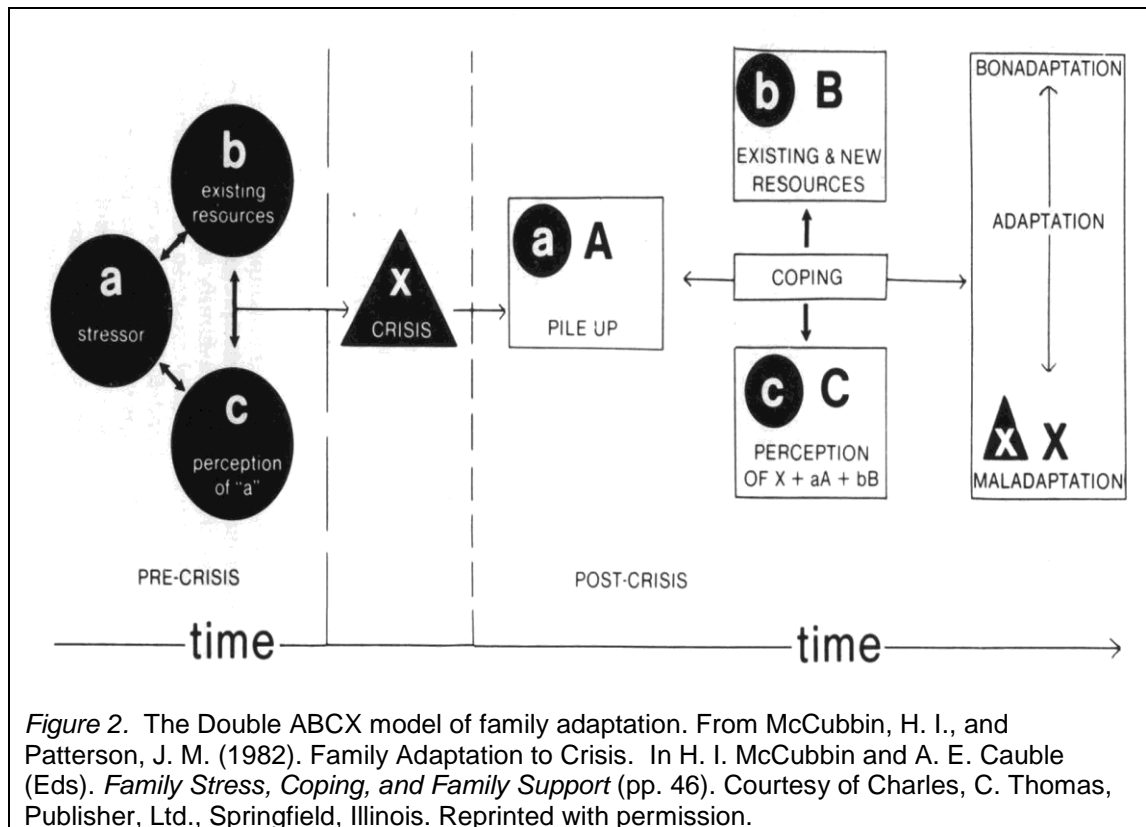 b
existing
resources
a
stressor
c
perception
of "a"
x
CRISIS
a A
PILE UP
b B
EXISTING & NEW
RESOURCES
COPING
c C
PERCEPTION
OF X + aA + bB
BONADAPTATION
ADAPTATION
x X
MALADAPTATION
PRE-CRISIS
POST-CRISIS
time
time
Figure 2. The Double ABCX model of family adaptation. From McCubbin, H. I., and
Patterson, J. M. (1982). Family Adaptation to Crisis. In H. I. McCubbin and A. E. Cauble
(Eds). Family Stress, Coping, and Family Support (pp. 46). Courtesy of Charles, C. Thomas,
Publisher, Ltd., Springfield, Illinois. Reprinted with permission.